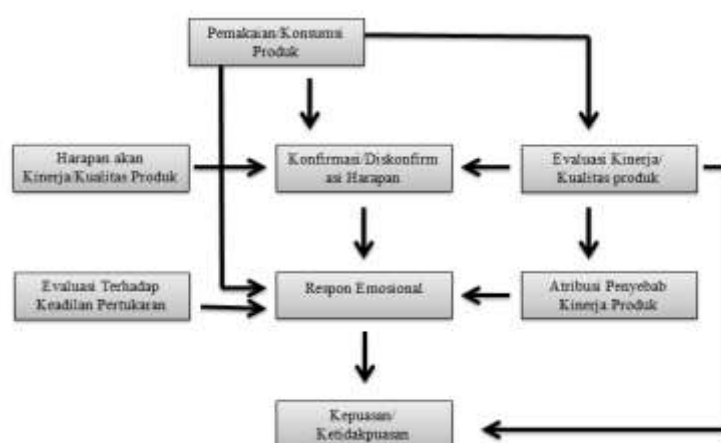 Pemakaian/Konsumsi
Produk
Harapan akan
Kinerja/Kualitas Produk
Konfirmasi/Diskonfirm
asi Harapan
Evaluasi Kinerja/
Kualitas produk
Evaluasi Terhadap
Keadilan Pertukaran
Respon Emosional
Atribusi Penyebab
Kinerja Produk
Kepuasan/
Ketidakpuasan